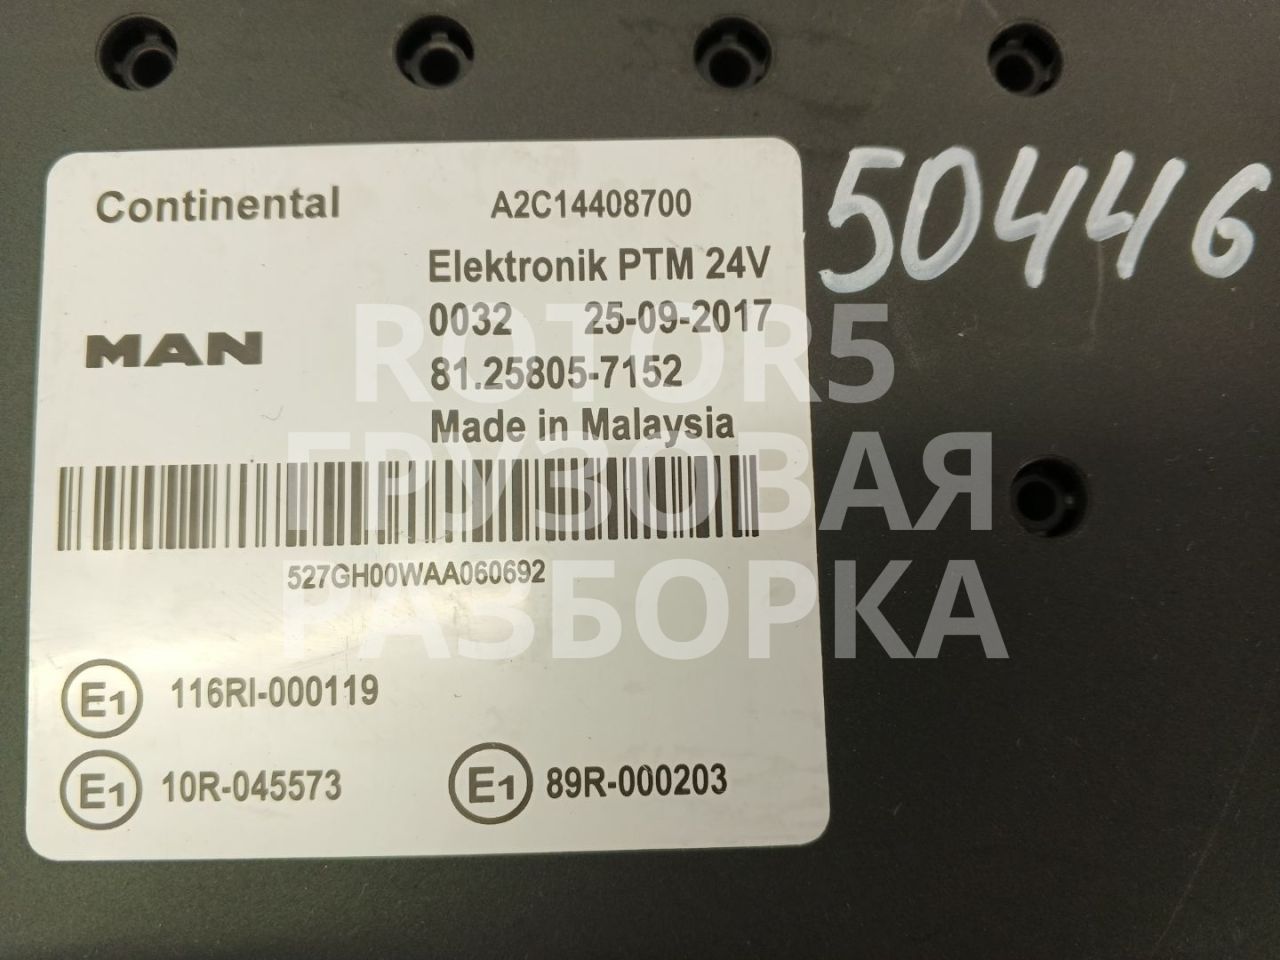 Continental A2C14408700
50446
Elektronik PTM 24V
0032 25-09-2017
MAN
81.25805-7152
Made in Malaysia
527GH00WAA060692
E1 116RI-000119
E1 10R-045573
E1 89R-000203
ROTOR5
ГРУЗОВАЯ
РАЗБОРКА